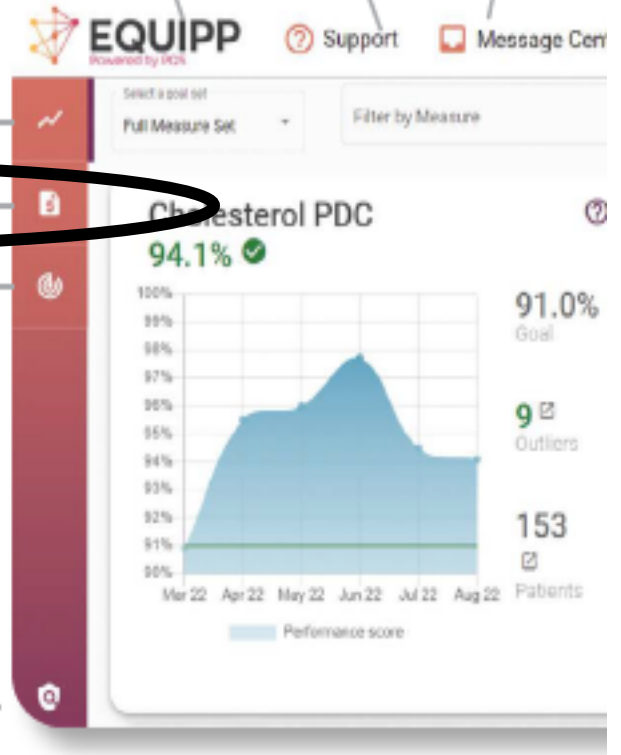 EQUIPP
Powered by PQS
Support
Message Cen
Select a goal set
Full Measure Set
Filter by Measure
Cholesterol PDC
94.1%
100%
99%
98%
97%
96%
95%
94%
93%
92%
91%
90%
Mar 22 Apr 22 May 22 Jun 22 Jul 22 Aug 22
Performance score
91.0%
Goal
9
Outliers
153
Patients